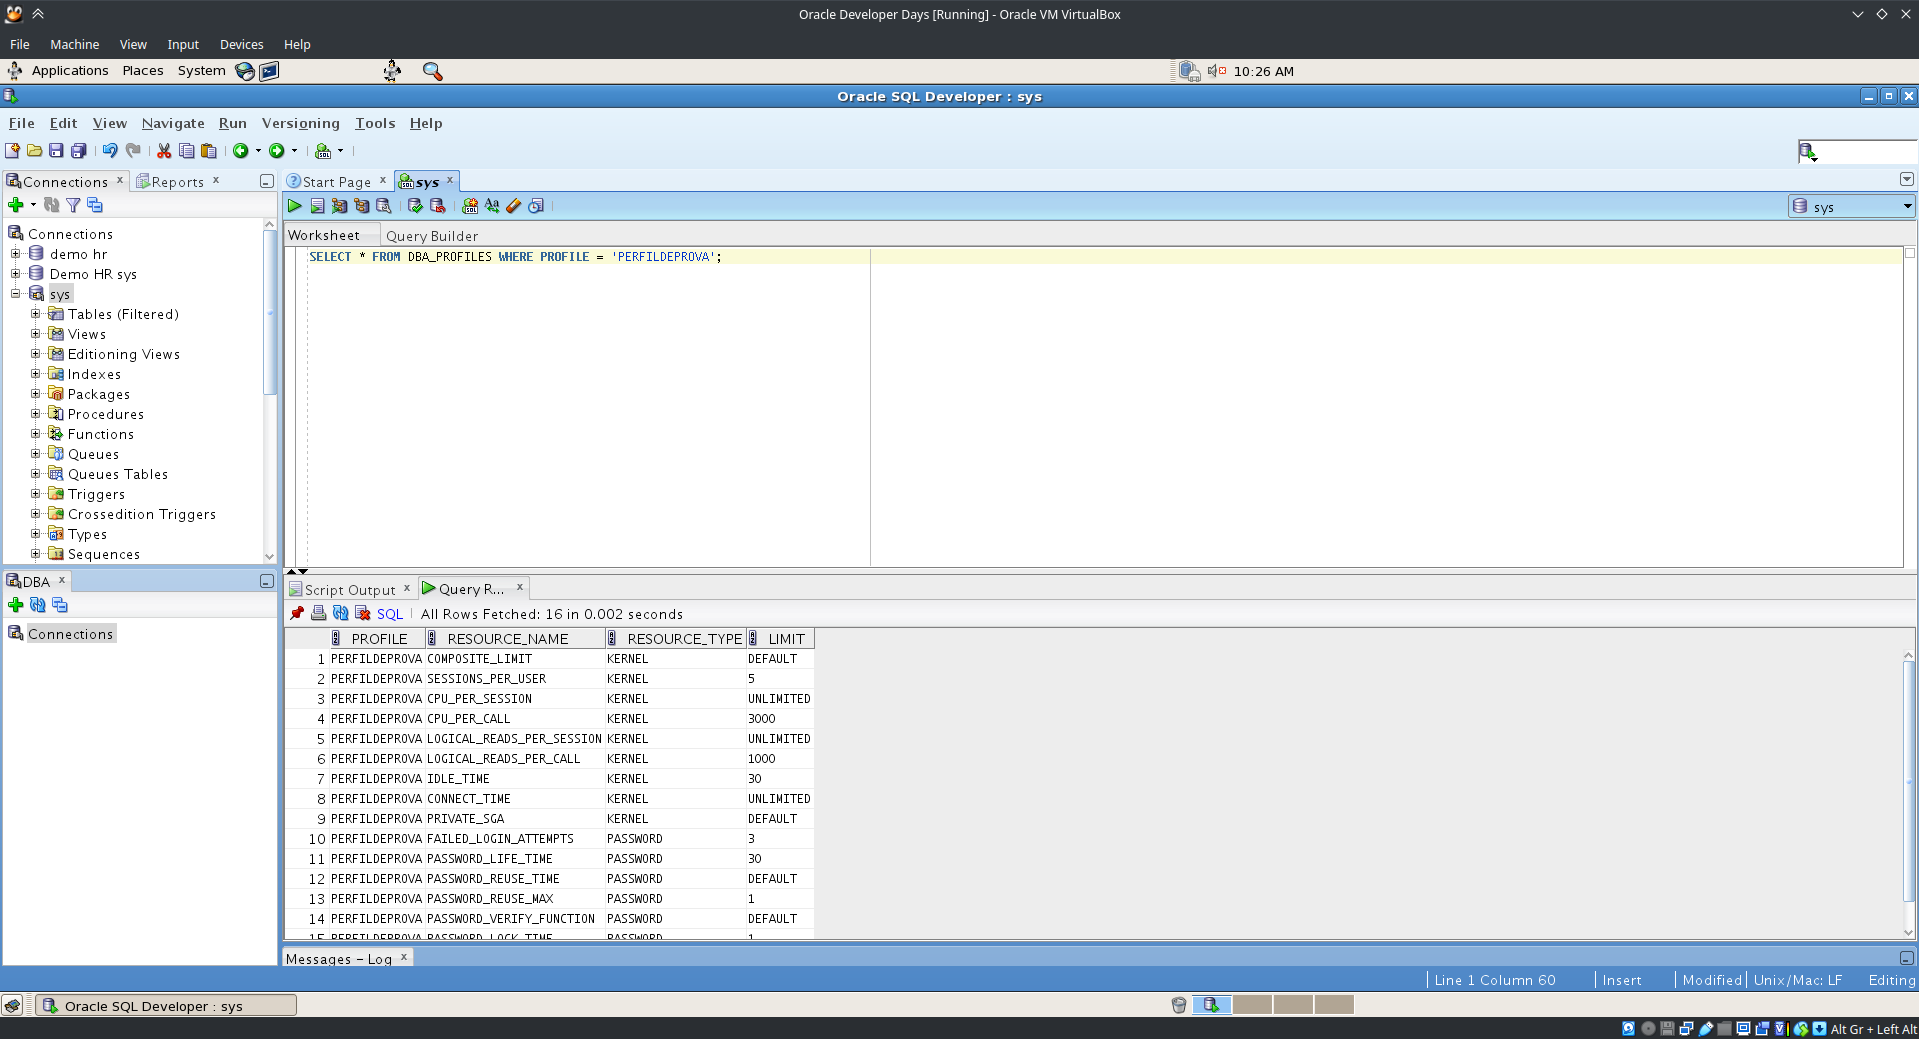 Oracle Developer Days [Running] - Oracle VM VirtualBox
File Machine View Input Devices Help
Applications Places System 10:26 AM
Oracle SQL Developer : sys
File Edit View Navigate Run Versioning Tools Help
Connections Reports
Start Page sys
sys
Worksheet Query Builder
SELECT * FROM DBA_PROFILES WHERE PROFILE = 'PERFILDEPROVA';
Connections
demo hr
Demo HR sys
sys
Tables (Filtered)
Views
Editioning Views
Indexes
Packages
Procedures
Functions
Queues
Queues Tables
Triggers
Crossedition Triggers
Types
Sequences
DBA
Connections
Script Output Query R...
SQL All Rows Fetched: 16 in 0.002 seconds
PROFILE RESOURCE_NAME RESOURCE_TYPE LIMIT
1 PERFILDEPROVA COMPOSITE_LIMIT KERNEL DEFAULT
2 PERFILDEPROVA SESSIONS_PER_USER KERNEL 5
3 PERFILDEPROVA CPU_PER_SESSION KERNEL UNLIMITED
4 PERFILDEPROVA CPU_PER_CALL KERNEL 3000
5 PERFILDEPROVA LOGICAL_READS_PER_SESSION KERNEL UNLIMITED
6 PERFILDEPROVA LOGICAL_READS_PER_CALL KERNEL 1000
7 PERFILDEPROVA IDLE_TIME KERNEL 30
8 PERFILDEPROVA CONNECT_TIME KERNEL UNLIMITED
9 PERFILDEPROVA PRIVATE_SGA KERNEL DEFAULT
10 PERFILDEPROVA FAILED_LOGIN_ATTEMPTS PASSWORD 3
11 PERFILDEPROVA PASSWORD_LIFE_TIME PASSWORD 30
12 PERFILDEPROVA PASSWORD_REUSE_TIME PASSWORD DEFAULT
13 PERFILDEPROVA PASSWORD_REUSE_MAX PASSWORD 1
14 PERFILDEPROVA PASSWORD_VERIFY_FUNCTION PASSWORD DEFAULT
15 PERFILDEPROVA PASSWORD_LOCK_TIME PASSWORD 1
Messages - Log
Line 1 Column 60 Insert Modified Unix/Mac: LF Editing
Oracle SQL Developer : sys
Alt Gr + Left Alt